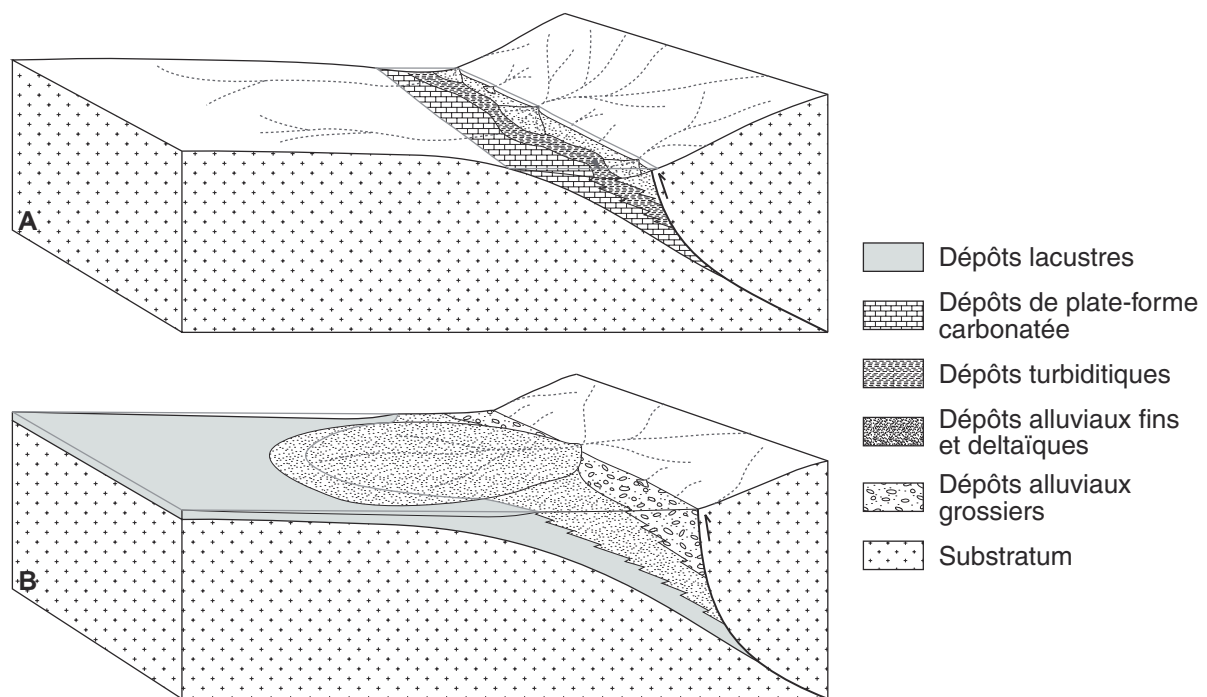 A
B
Dépôts lacustres
Dépôts de plate-forme
carbonatée
Dépôts turbiditiques
Dépôts alluviaux fins
et deltaïques
Dépôts alluviaux
grossiers
Substratum